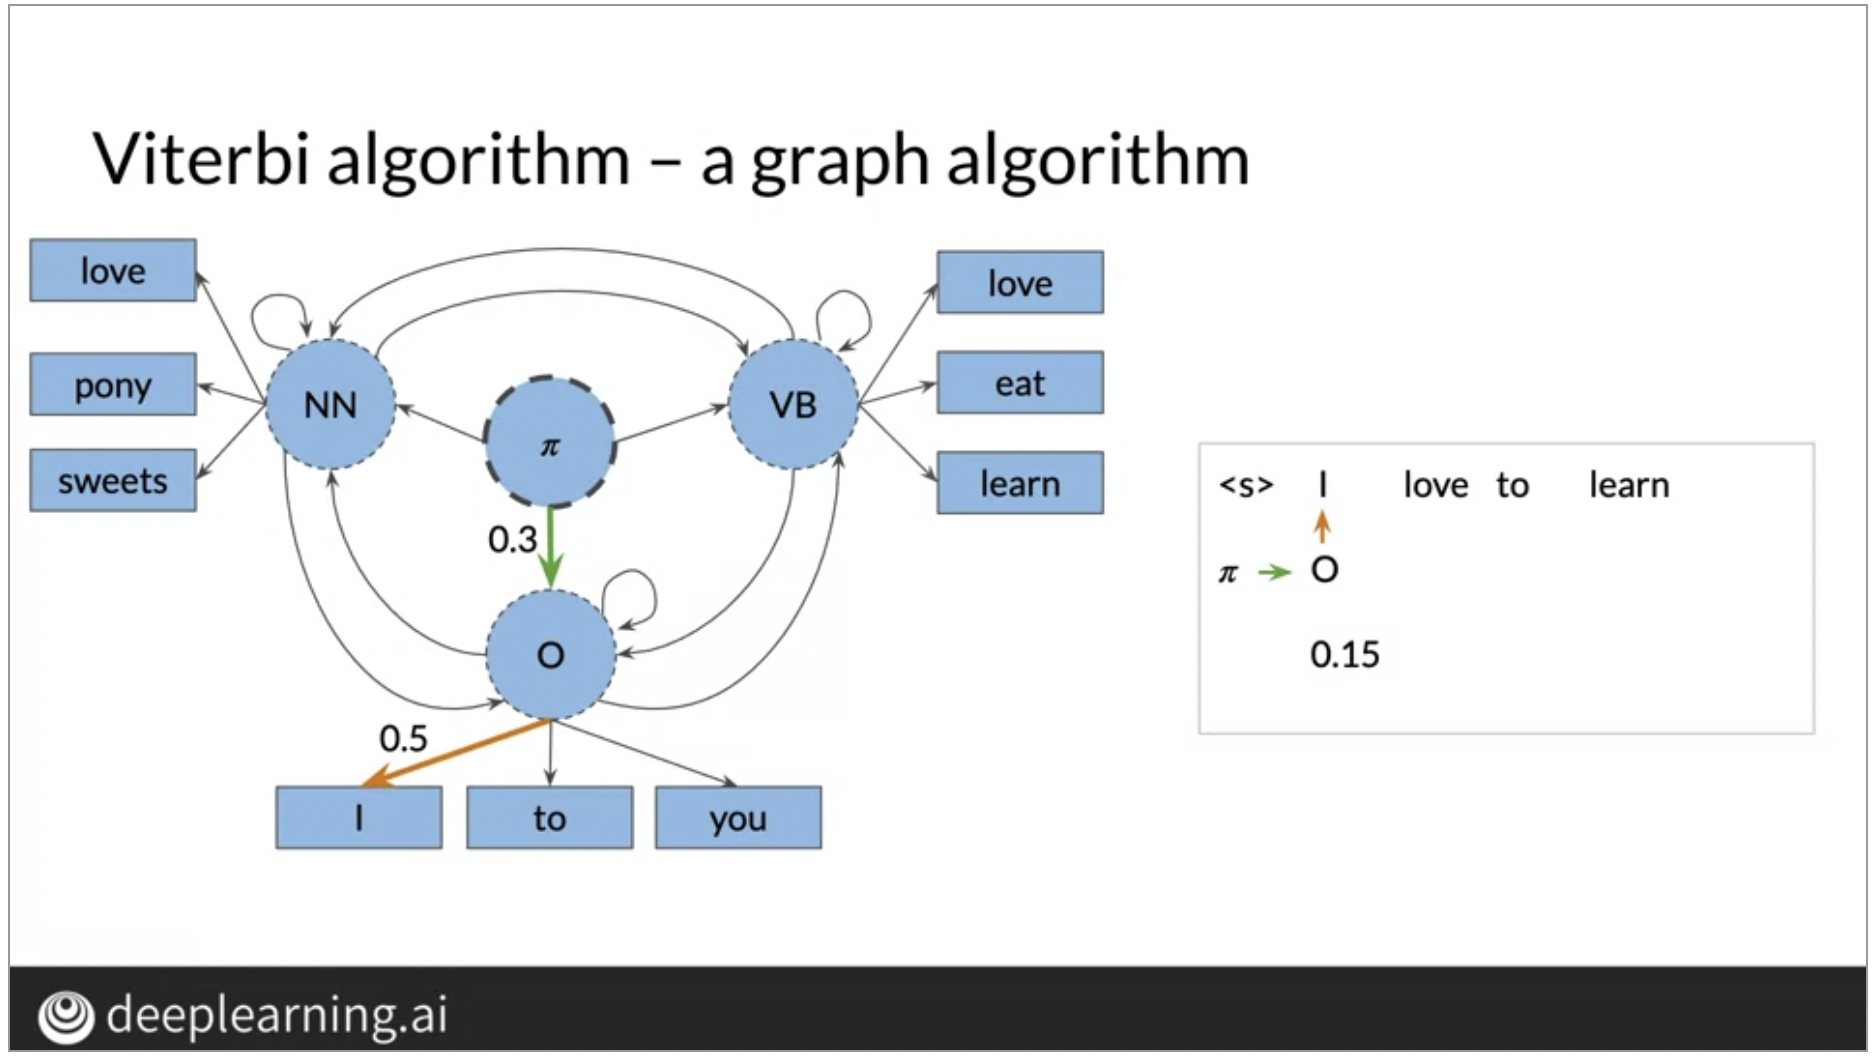 Viterbi algorithm – a graph algorithm
love
pony
sweets
NN
π
VB
love
eat
learn
0.3
O
0.5
I
to
you
<s> I love to learn
π O
0.15
deeplearning.ai